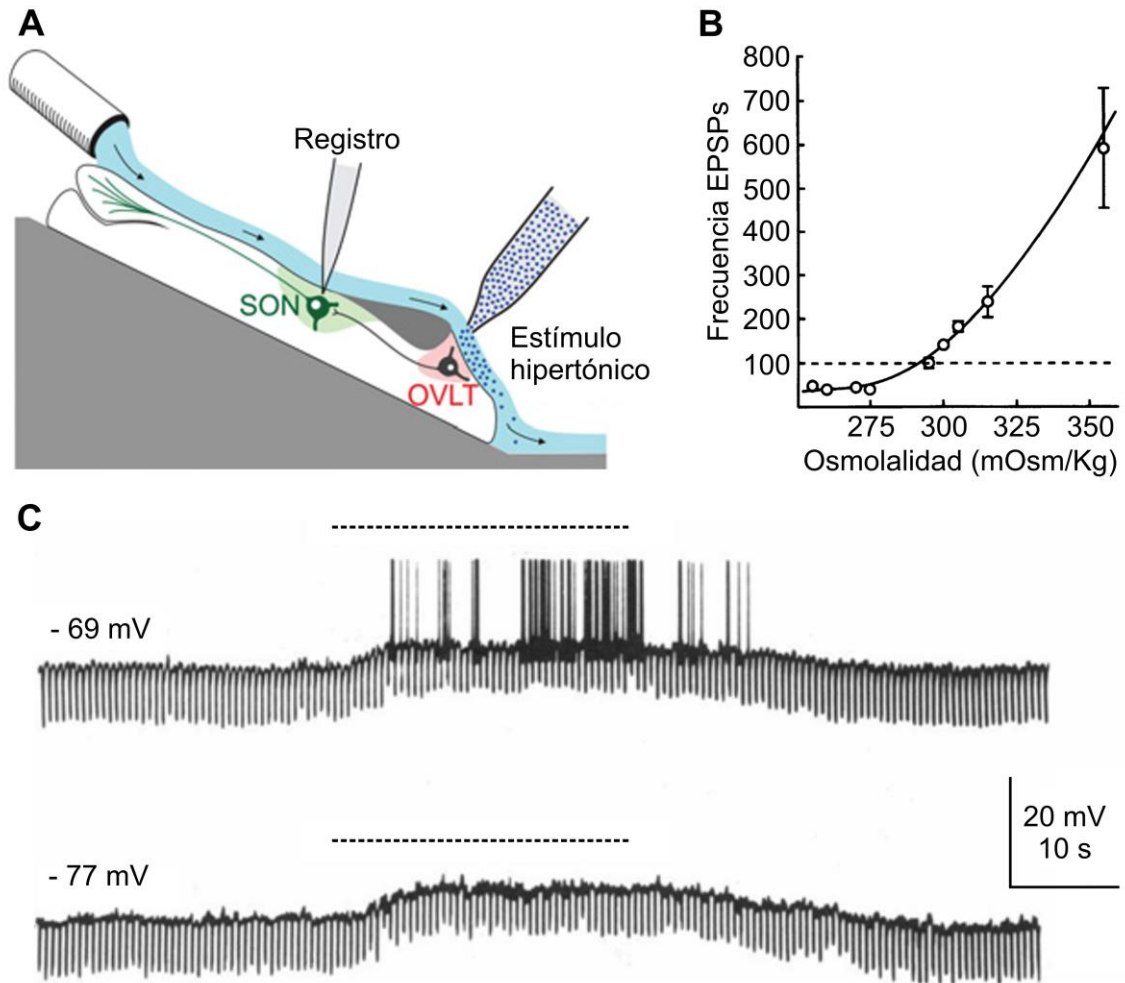 A
Registro
SON
OVLT
Estímulo
hipertónico
B
Frecuencia EPSPs
800
700
600
500
400
300
200
100
275
300
325
350
Osmolalidad (mOsm/Kg)
C
- 69 mV
- 77 mV
20 mV
10 s